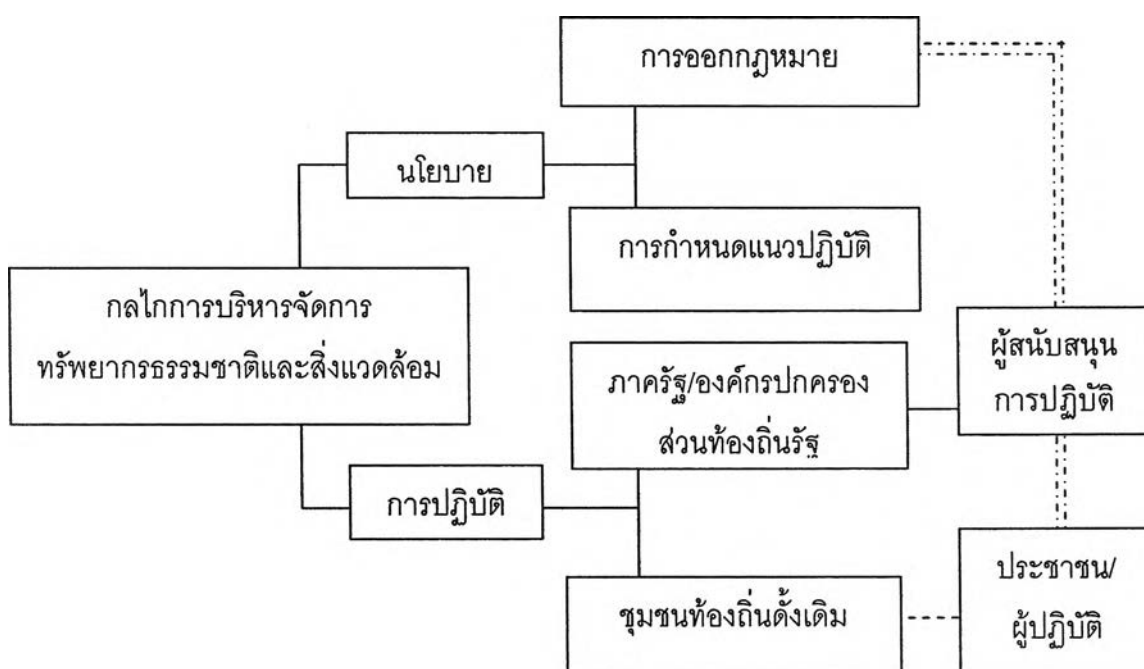 การออกกฎหมาย
นโยบาย
การกำหนดแนวปฏิบัติ
กลไกการบริหารจัดการ
ทรัพยากรธรรมชาติและสิ่งแวดล้อม
ภาครัฐ/องค์กรปกครอง
ส่วนท้องถิ่นรัฐ
ผู้สนับสนุน
การปฏิบัติ
การปฏิบัติ
ชุมชนท้องถิ่นดั้งเดิม
ประชาชน/
ผู้ปฏิบัติ